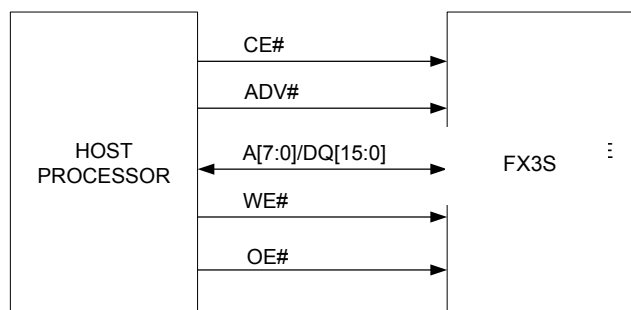 CE#
ADV#
A[7:0]/DQ[15:0]
HOST
PROCESSOR
FX3S
WE#
OE#